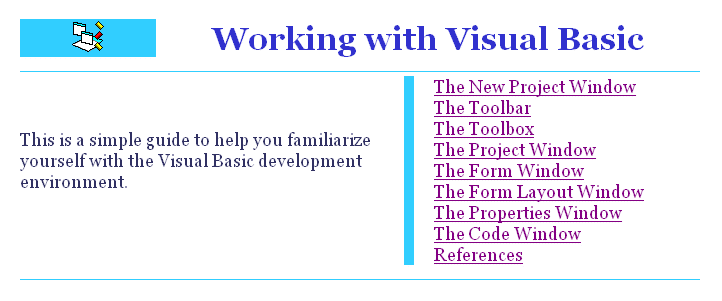 Working with Visual Basic
This is a simple guide to help you familiarize
yourself with the Visual Basic development
environment.
The New Project Window
The Toolbar
The Toolbox
The Project Window
The Form Window
The Form Layout Window
The Properties Window
The Code Window
References